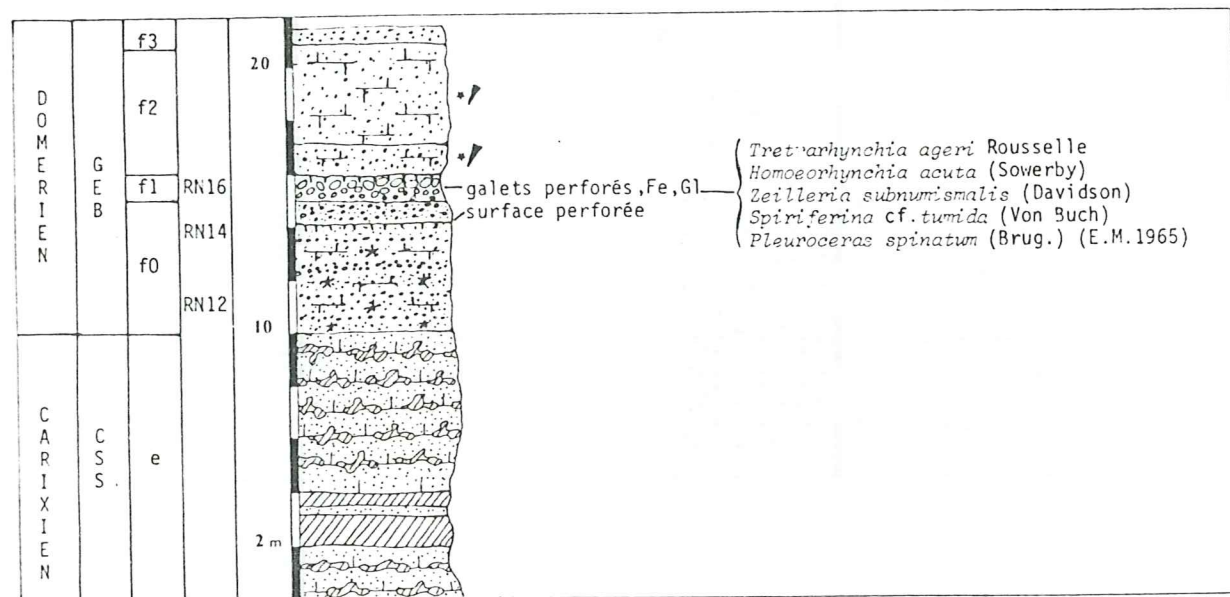 DOMERIEN
CARIXIEN
GEB
CSS
f3
f2
f1
f0
e
RN16
RN14
RN12
20
10
2 m
galets perforés,Fe,Gl
surface perforée
Tetrarhynchia ageri Rousselle
Homoeorhynchia acuta (Sowerby)
Zeilleria subnumismalis (Davidson)
Spiriferina cf. tumida (Von Buch)
Pleuroceras spinatum (Brug.) (E.M.1965)